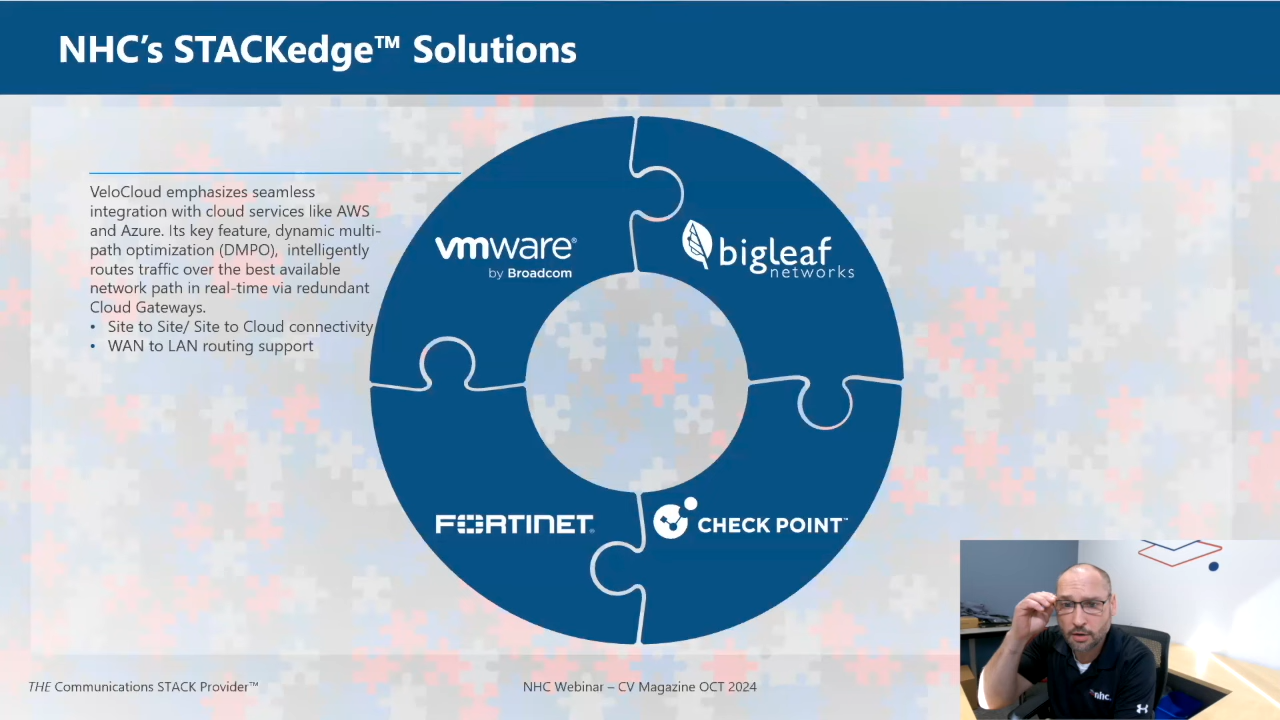 NHC's STACKedge™ Solutions
VeloCloud emphasizes seamless
integration with cloud services like AWS
and Azure. Its key feature, dynamic multi-
path optimization (DMPO),  intelligently
routes traffic over the best available
network path in real-time via redundant
Cloud Gateways.
• Site to Site/ Site to Cloud connectivity
• WAN to LAN routing support
vmware®
by Broadcom
bigleaf
networks
FORTINET®
CHECK POINT™
nhc
THE Communications STACK Provider™
NHC Webinar – CV Magazine OCT 2024